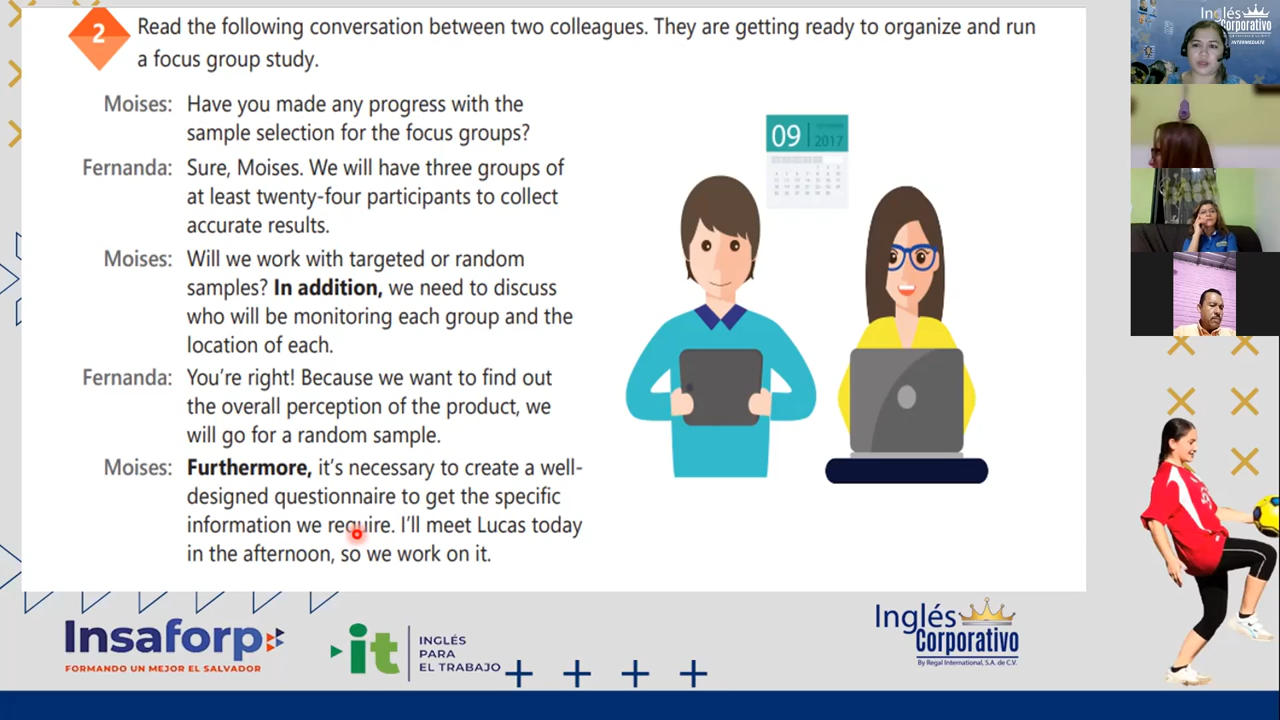 2
Read the following conversation between two colleagues. They are getting ready to organize and run
a focus group study.
Moises: Have you made any progress with the
sample selection for the focus groups?
Fernanda: Sure, Moises. We will have three groups of
at least twenty-four participants to collect
accurate results.
Moises: Will we work with targeted or random
samples? In addition, we need to discuss
who will be monitoring each group and the
location of each.
Fernanda: You're right! Because we want to find out
the overall perception of the product, we
will go for a random sample.
Moises: Furthermore, it's necessary to create a well-
designed questionnaire to get the specific
information we require. I'll meet Lucas today
in the afternoon, so we work on it.
09
2017
Inglés
Corporativo
INTERMEDIATE
Insaforp
FORMANDO UN MEJOR EL SALVADOR
it
INGLÉS
PARA
EL TRABAJO
Inglés
Corporativo
By Regal International, S.A. de C.V.